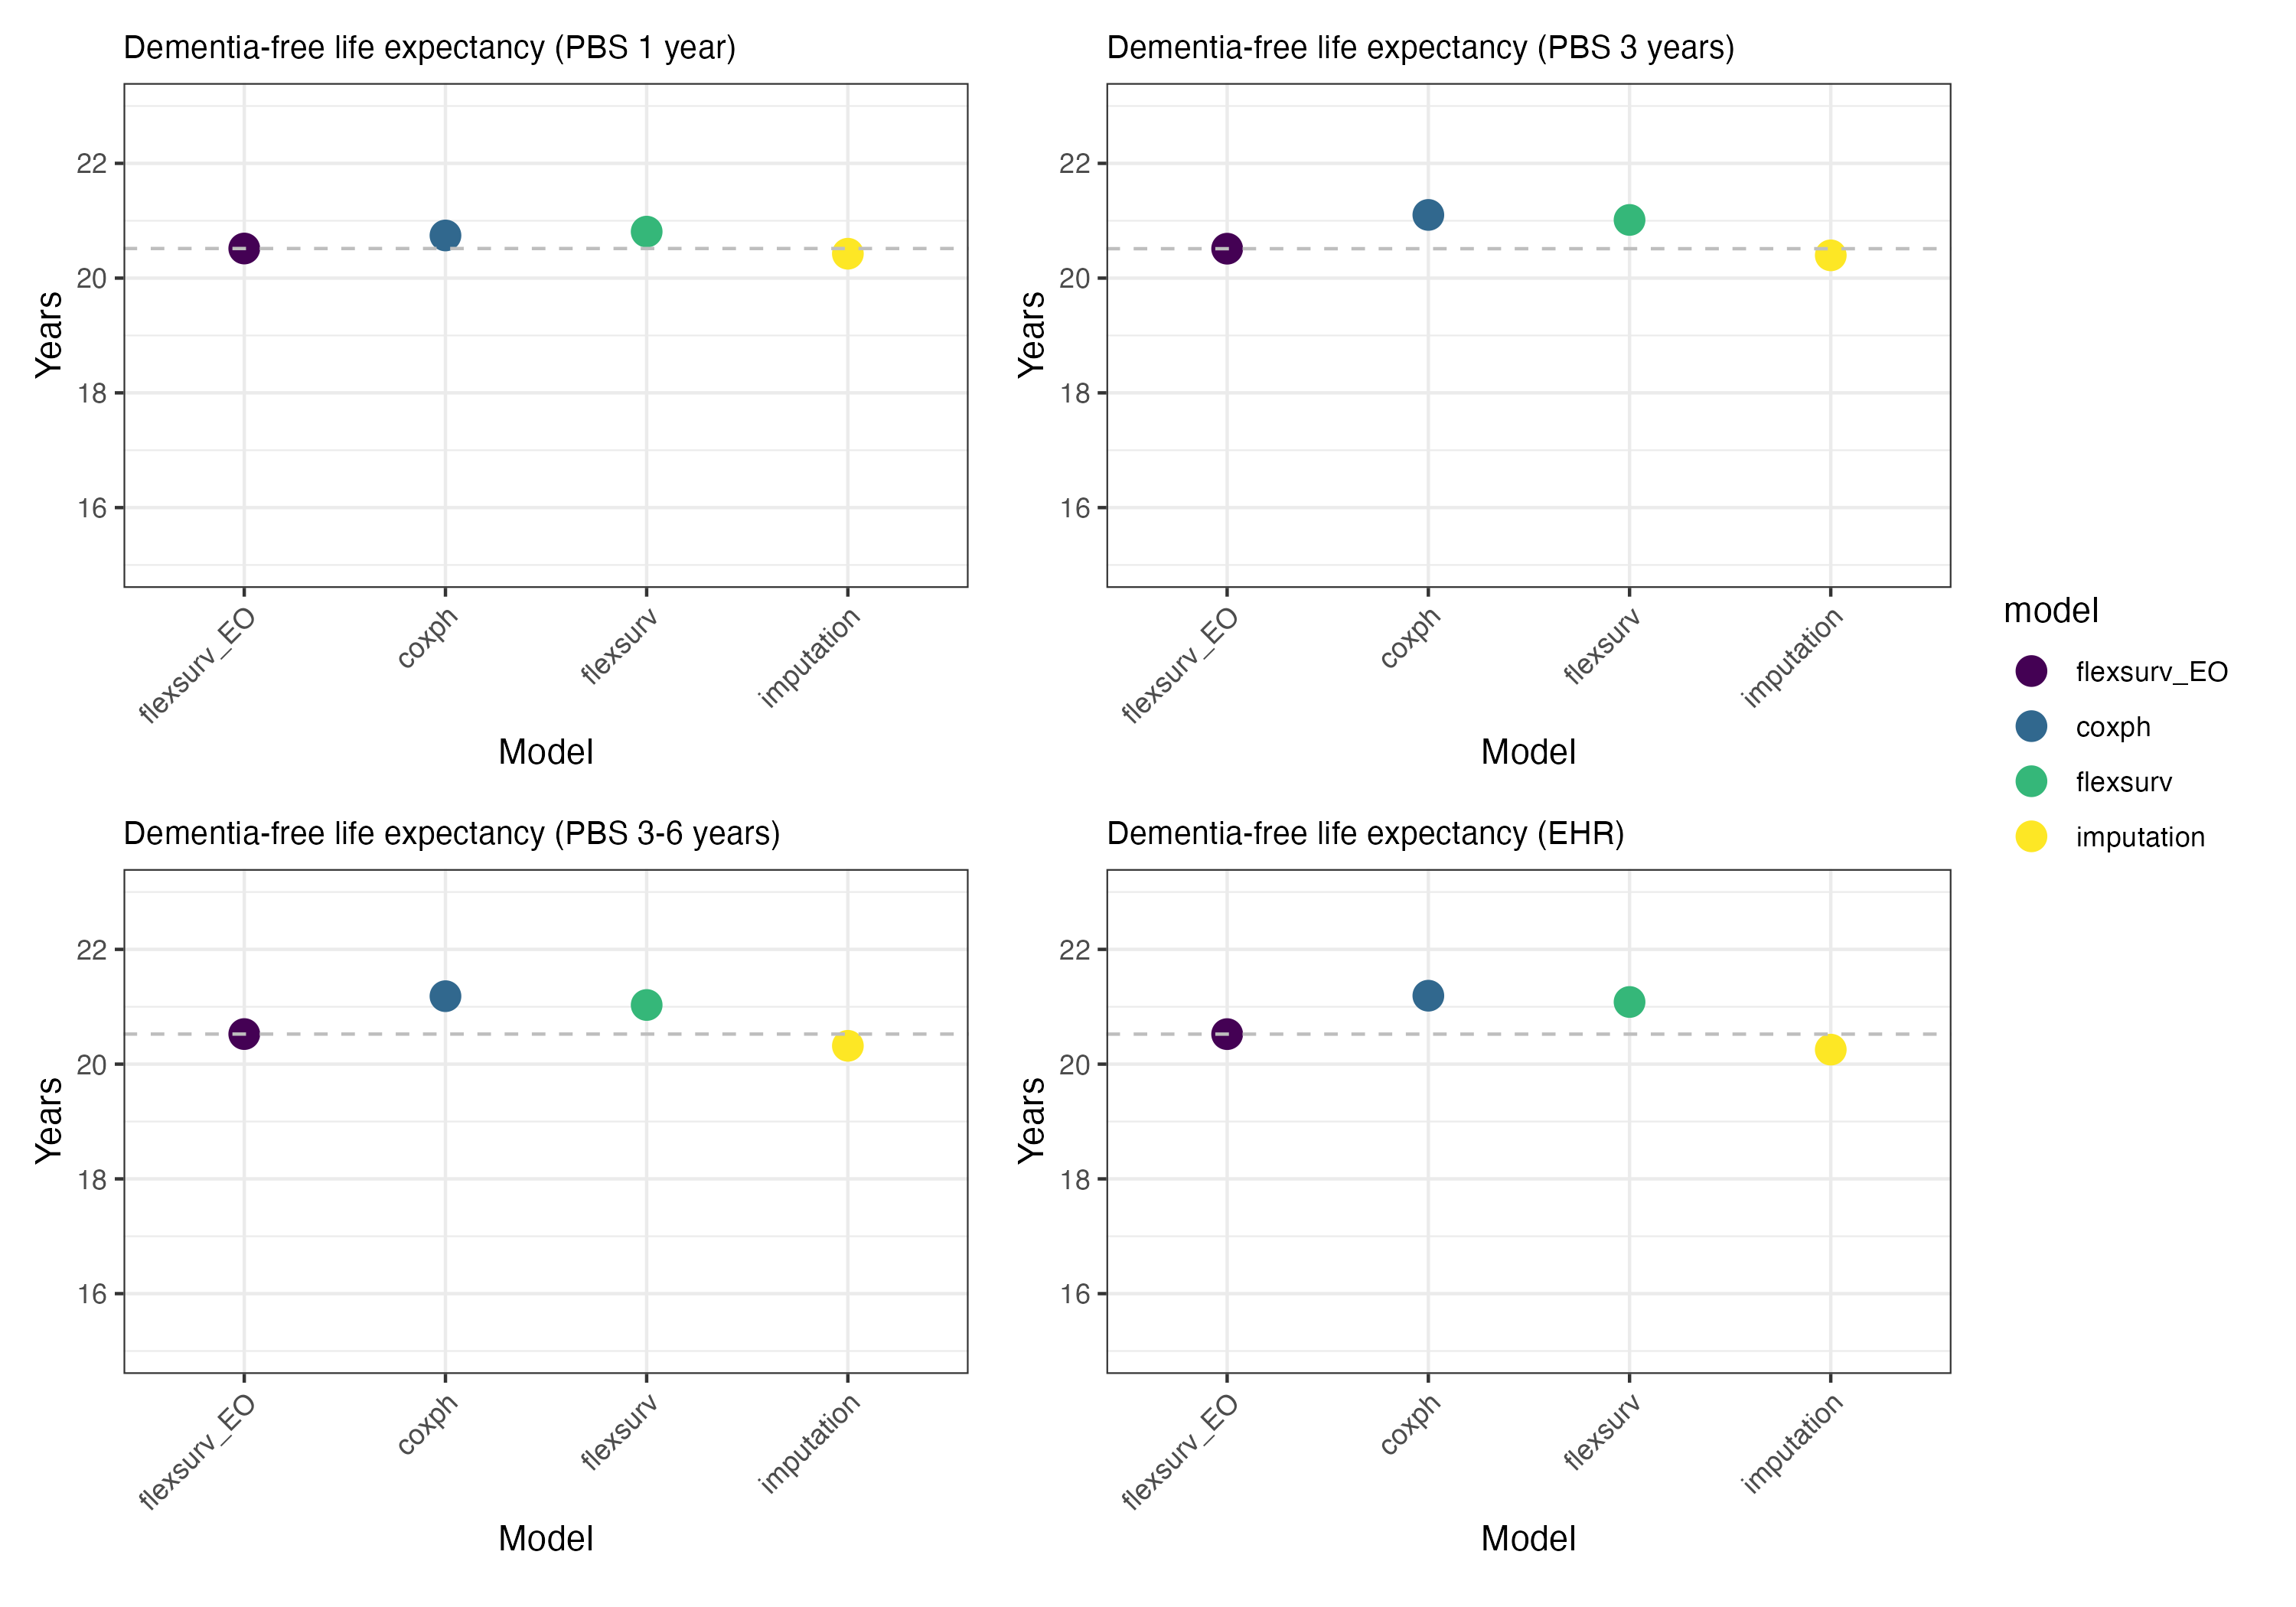 Dementia-free life expectancy (PBS 1 year)
Years
22
20
18
16
flexsurv_EO
coxph
flexsurv
imputation
Model
Dementia-free life expectancy (PBS 3 years)
Years
22
20
18
16
flexsurv_EO
coxph
flexsurv
imputation
Model
Dementia-free life expectancy (PBS 3-6 years)
Years
22
20
18
16
flexsurv_EO
coxph
flexsurv
imputation
Model
Dementia-free life expectancy (EHR)
Years
22
20
18
16
flexsurv_EO
coxph
flexsurv
imputation
Model
model
flexsurv_EO
coxph
flexsurv
imputation